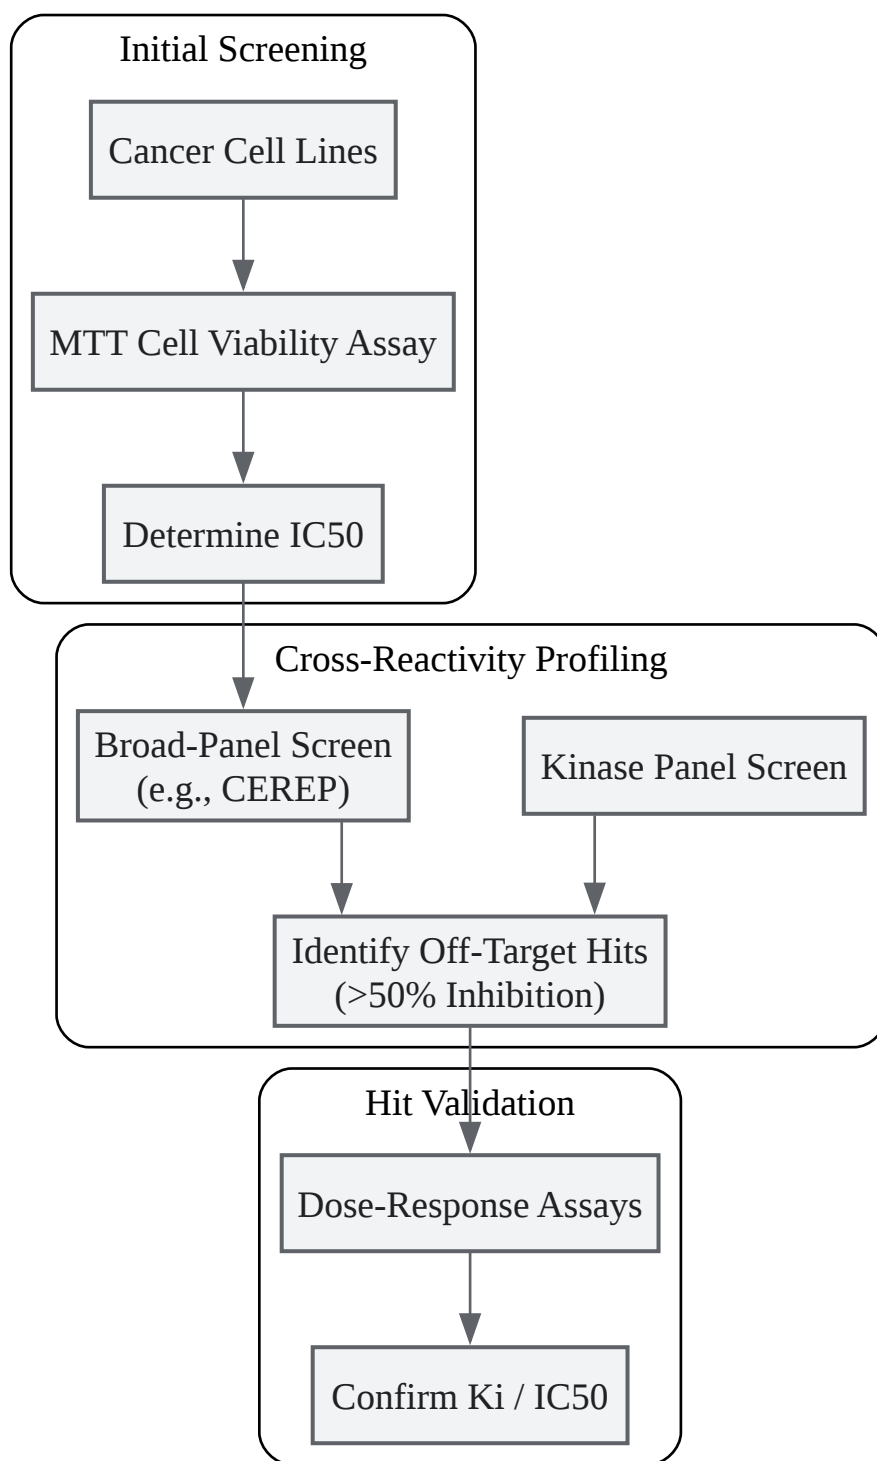 Initial Screening
Cancer Cell Lines
MTT Cell Viability Assay
Determine IC50
Cross-Reactivity Profiling
Broad-Panel Screen
(e.g., CEREP)
Kinase Panel Screen
Identify Off-Target Hits
(>50% Inhibition)
Hit Validation
Dose-Response Assays
Confirm Ki / IC50